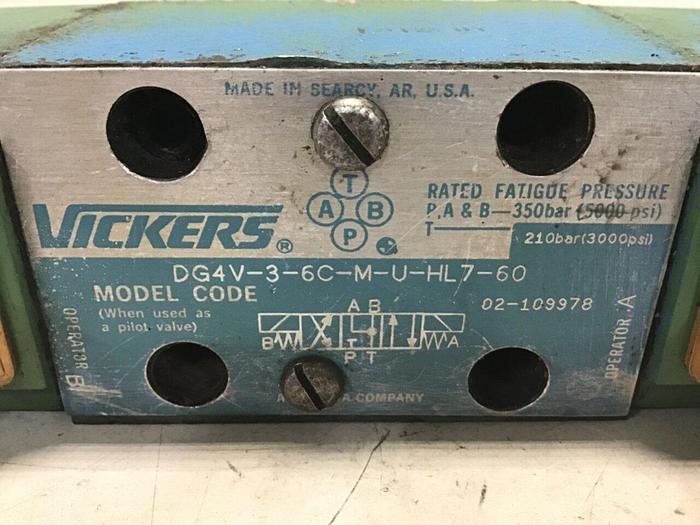 MADE IN SEARCY, AR, U.S.A.
T
A B
P
VICKERS®
RATED FATIGUE PRESSURE
P, A & B—350bar (5000 psi)
T—
210bar(3000psi)
DG4V-3-6C-M-U-HL7-60
MODEL CODE
(When used as
a pilot valve)
02-109978
A B
B T A
P T
OPERATOR B
OPERATOR A
A COMPANY